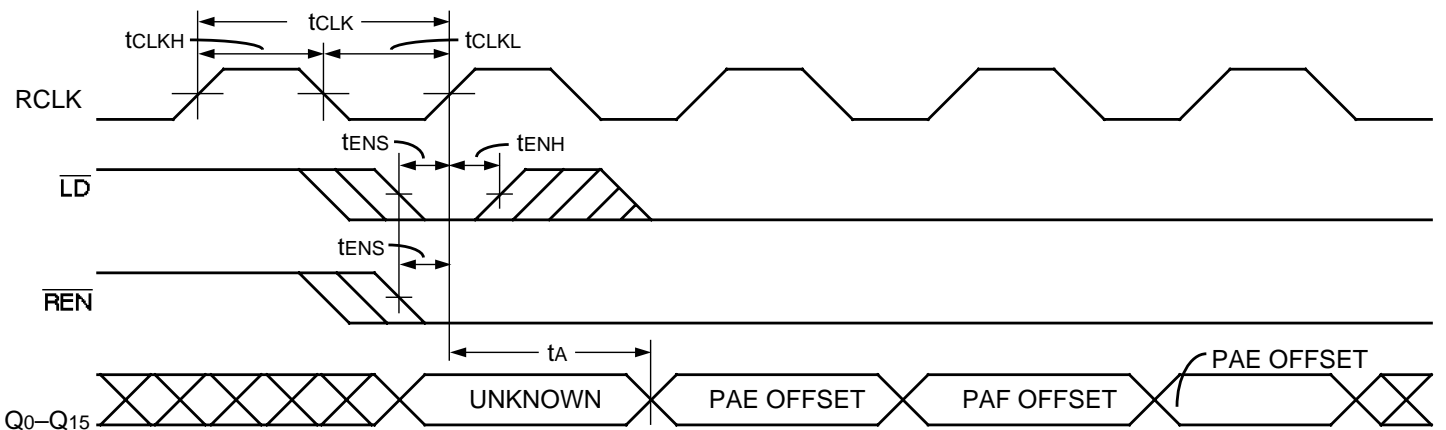 tCLK
tCLKH
tCLKL
RCLK
tENS
tENH
LD
tENS
REN
tA
PAE OFFSET
UNKNOWN
PAE OFFSET
PAF OFFSET
Q0–Q15